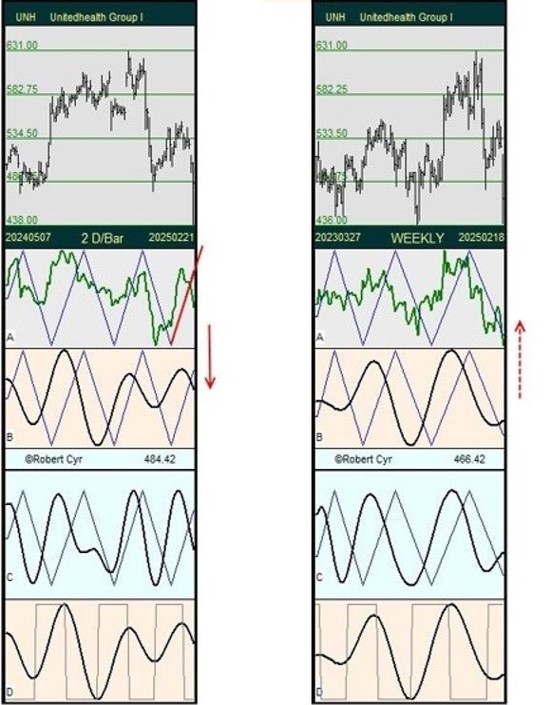 UNH Unitedhealth Group I
631.00
582.75
534.50
438.00
20240507 2 D/Bar 20250221
A
B
©Robert Cyr 484.42
C
D
UNH Unitedhealth Group I
631.00
582.25
533.50
436.00
20230327 WEEKLY 20250218
A
B
©Robert Cyr 466.42
C
D